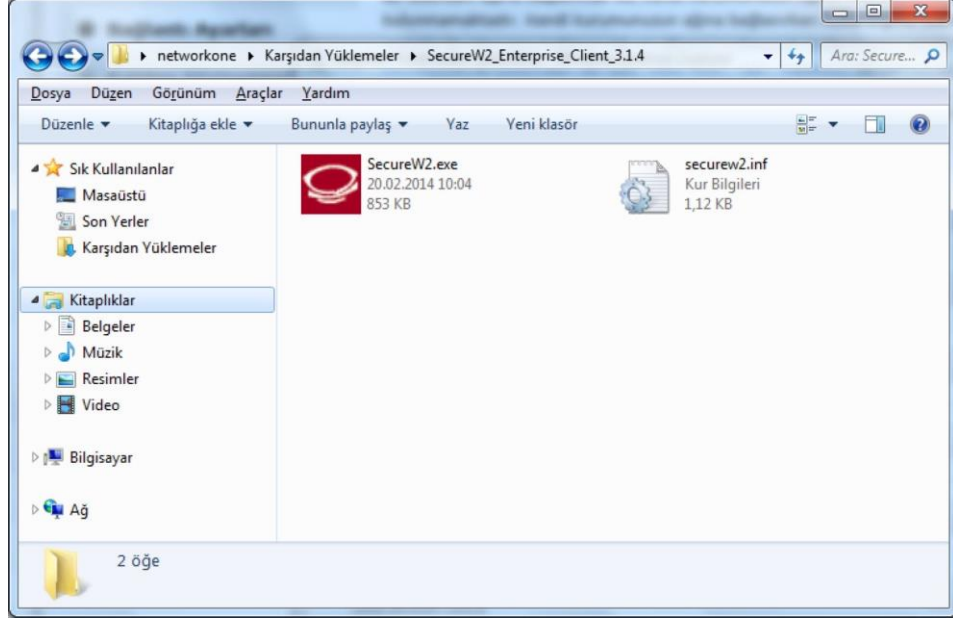 networkone ▸ Karşıdan Yüklemeler ▸ SecureW2_Enterprise_Client_3.1.4
Ara: Secure...
Dosya Düzen Görünüm Araçlar Yardım
Düzenle Kitaplığa ekle Bununla paylaş Yaz Yeni klasör
Sık Kullanılanlar
Masaüstü
Son Yerler
Karşıdan Yüklemeler
Kitaplıklar
Belgeler
Müzik
Resimler
Video
Bilgisayar
Ağ
SecureW2.exe
20.02.2014 10:04
853 KB
securew2.inf
Kur Bilgileri
1,12 KB
2 öğe